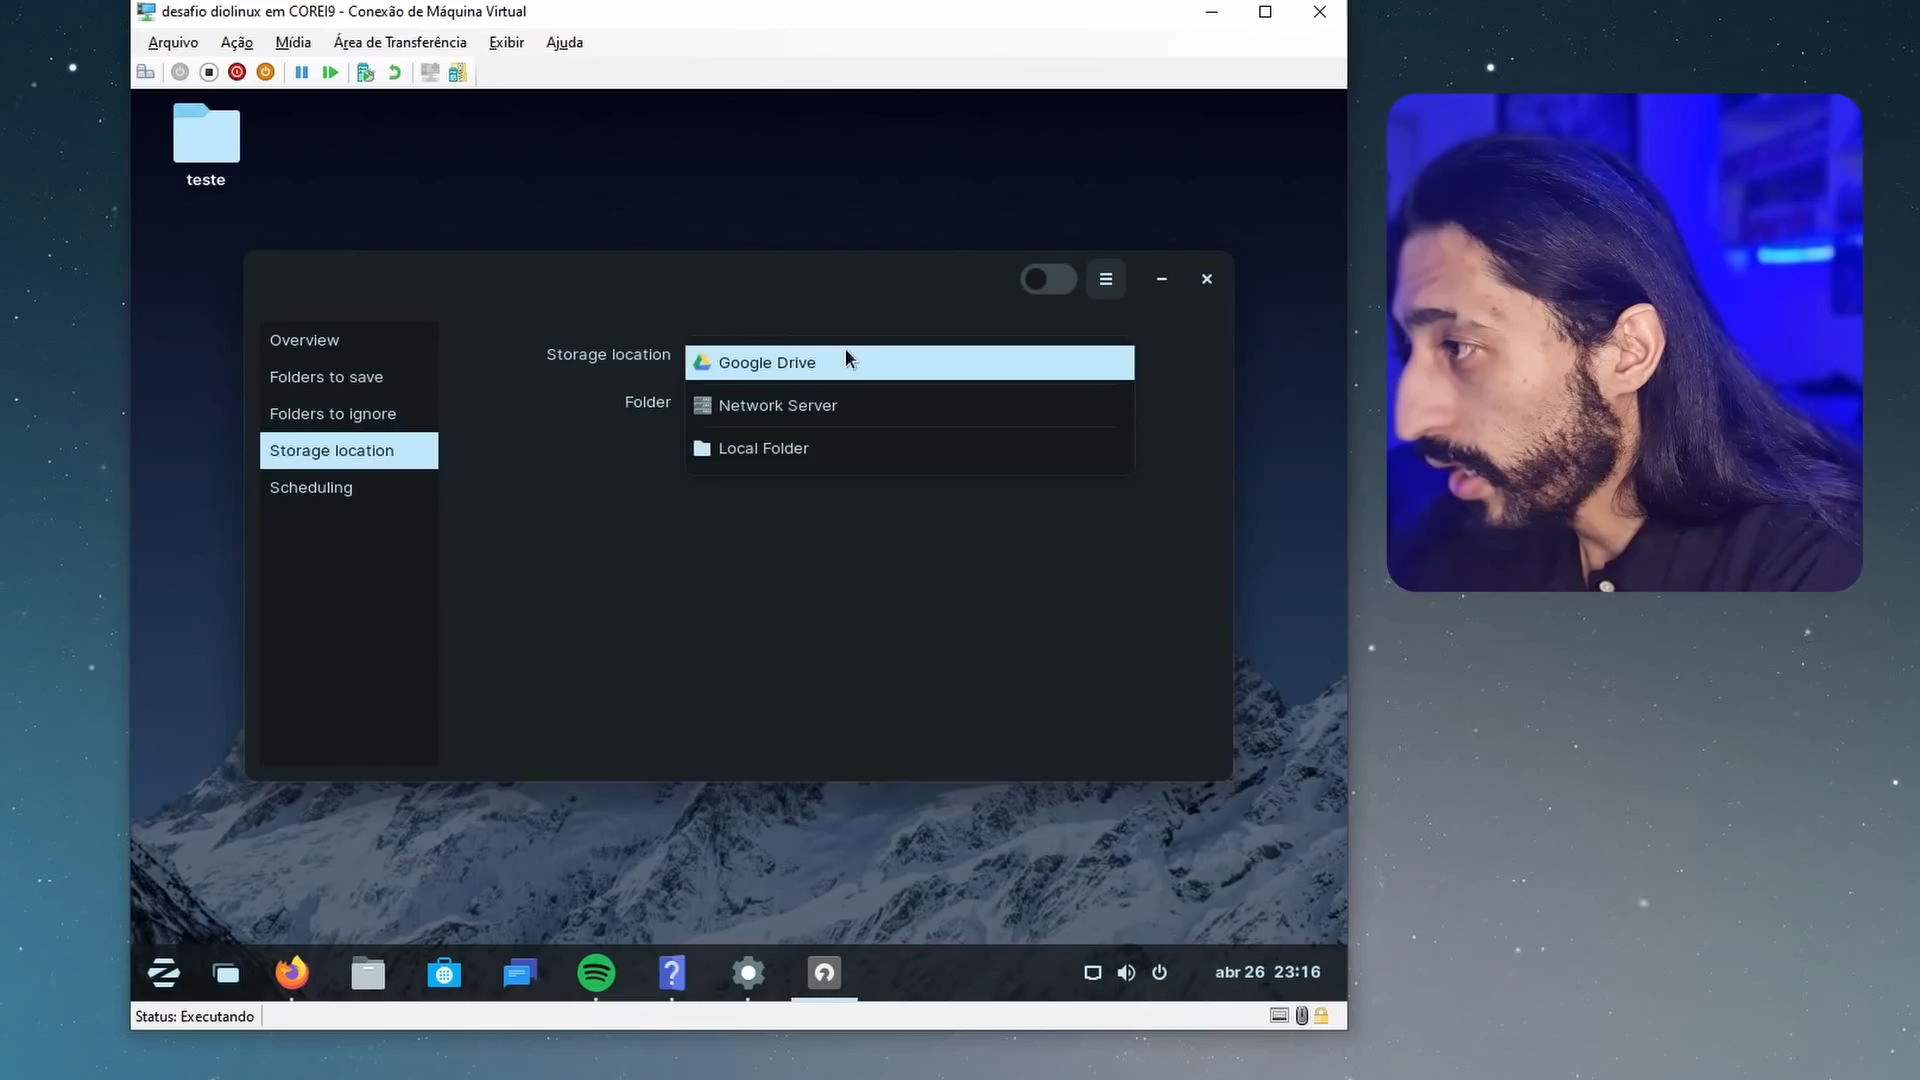 desafio diolinux em COREI9 - Conexão de Máquina Virtual
Arquivo Ação Mídia Área de Transferência Exibir Ajuda
teste
Overview
Folders to save
Folders to ignore
Storage location
Scheduling
Storage location
Google Drive
Folder
Network Server
Local Folder
abr 26 23:16
Status: Executando